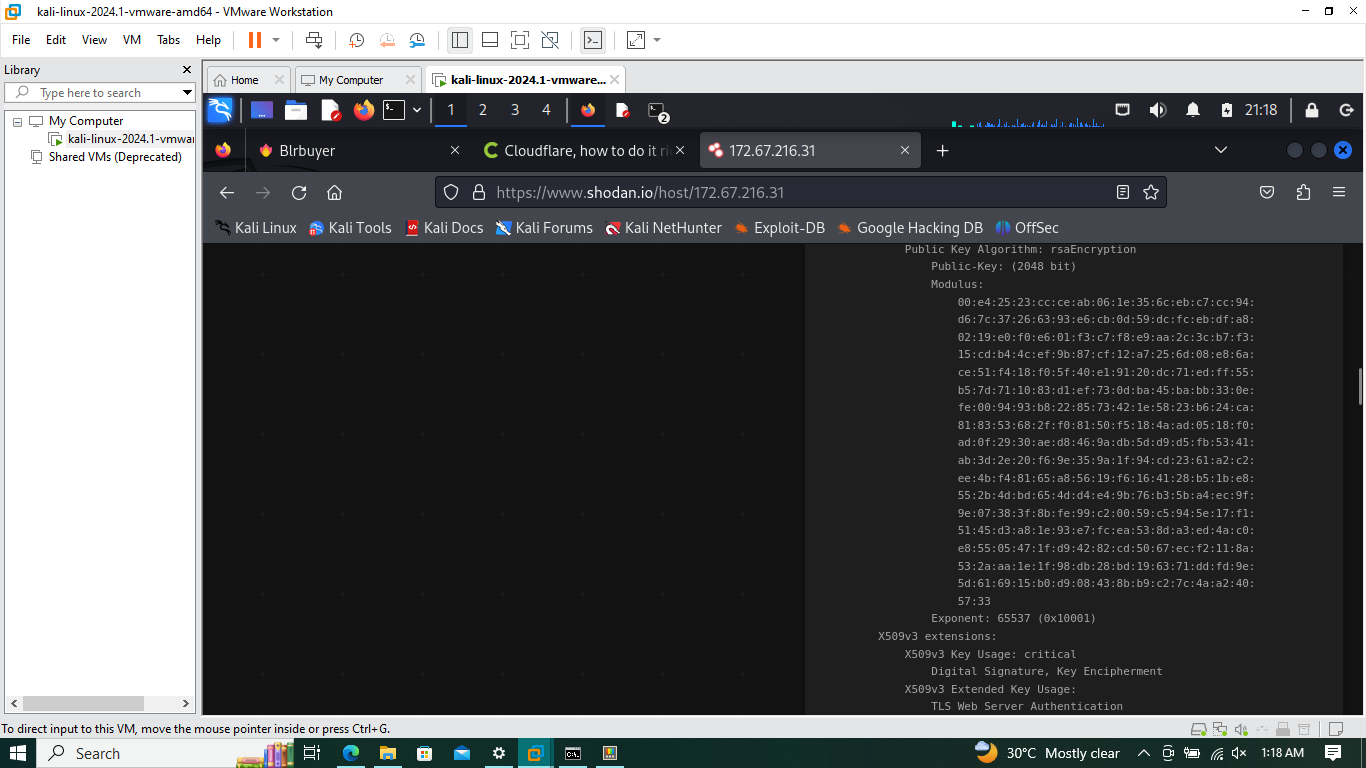 kali-linux-2024.1-vmware-amd64 - VMware Workstation
File Edit View VM Tabs Help
Library
Type here to search
My Computer
kali-linux-2024.1-vmwar
Shared VMs (Deprecated)
Home
My Computer
kali-linux-2024.1-vmware...
1 2 3 4
2
21:18
Blrbuyer
Cloudflare, how to do it ri
172.67.216.31
https://www.shodan.io/host/172.67.216.31
Kali Linux Kali Tools Kali Docs Kali Forums Kali NetHunter Exploit-DB Google Hacking DB OffSec
Public Key Algorithm: rsaEncryption
Public-Key: (2048 bit)
Modulus:
00:e4:25:23:cc:ce:ab:06:1e:35:6c:eb:c7:cc:94:
d6:7c:37:26:63:93:e6:cb:0d:59:dc:fc:eb:df:a8:
02:19:e0:f0:e6:01:f3:c7:f8:e9:aa:2c:3c:b7:f3:
15:cd:b4:4c:ef:9b:87:cf:12:a7:25:6d:08:e8:6a:
ce:51:f4:18:f0:5f:40:e1:91:20:dc:71:ed:ff:55:
b5:7d:71:10:83:d1:ef:73:0d:ba:45:ba:bb:33:0e:
fe:00:94:93:b8:22:85:73:42:1e:58:23:b6:24:ca:
81:83:53:68:2f:f0:81:50:f5:18:4a:ad:05:18:f0:
ad:0f:29:30:ae:d8:46:9a:db:5d:d9:d5:fb:53:41:
ab:3d:2e:20:f6:9e:35:9a:1f:94:cd:23:61:a2:c2:
ee:4b:f4:81:65:a8:56:19:f6:16:41:28:b5:1b:e8:
55:2b:4d:bd:65:4d:d4:e4:9b:76:b3:5b:a4:ec:9f:
9e:07:38:3f:8b:fe:99:c2:00:59:c5:94:5e:17:f1:
51:45:d3:a8:1e:93:e7:fc:ea:53:8d:a3:ed:4a:c0:
e8:55:05:47:1f:d9:42:82:cd:50:67:ec:f2:11:8a:
53:2a:aa:1e:1f:98:db:28:bd:19:63:71:dd:fd:9e:
5d:61:69:15:b0:d9:08:43:8b:b9:c2:7c:4a:a2:40:
57:33
Exponent: 65537 (0x10001)
X509v3 extensions:
X509v3 Key Usage: critical
Digital Signature, Key Encipherment
X509v3 Extended Key Usage:
TLS Web Server Authentication
To direct input to this VM, move the mouse pointer inside or press Ctrl+G.
Search
30°C Mostly clear
1:18 AM